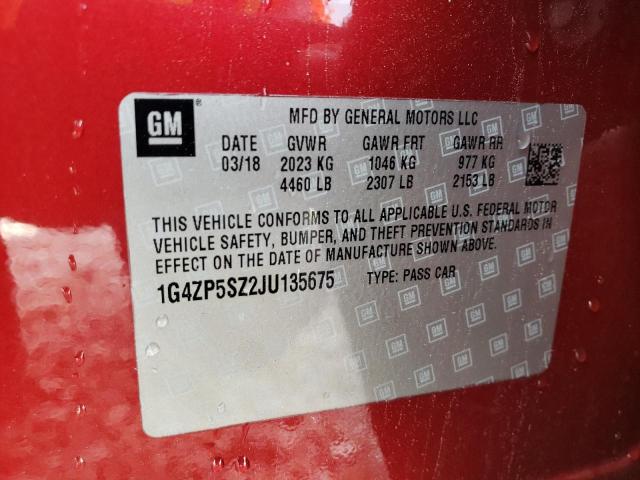 GM ® MFD BY GENERAL MOTORS LLC
DATE GVWR GAWR FRT GAWR RR
03/18 2023 KG 1046 KG 977 KG
4460 LB 2307 LB 2153 LB
THIS VEHICLE CONFORMS TO ALL APPLICABLE U.S. FEDERAL MOTOR
VEHICLE SAFETY, BUMPER, AND THEFT PREVENTION STANDARDS IN
EFFECT ON THE DATE OF MANUFACTURE SHOWN ABOVE.
1G4ZP5SZ2JU135675 TYPE: PASS CAR